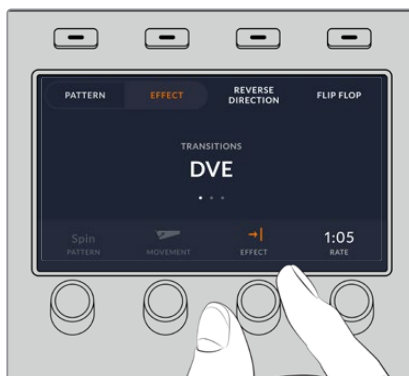 PATTERN
EFFECT
REVERSE
DIRECTION
FLIP FLOP
TRANSITIONS
DVE
Spin
PATTERN
MOVEMENT
EFFECT
1:05
RATE